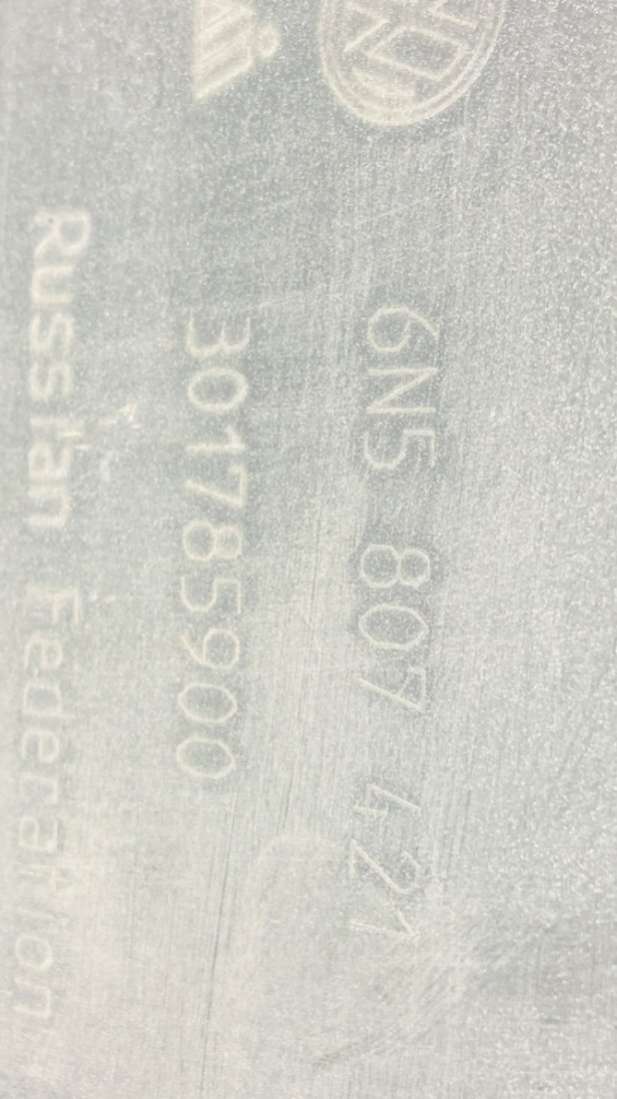 6N5 807 421
301785900
Russian Federation